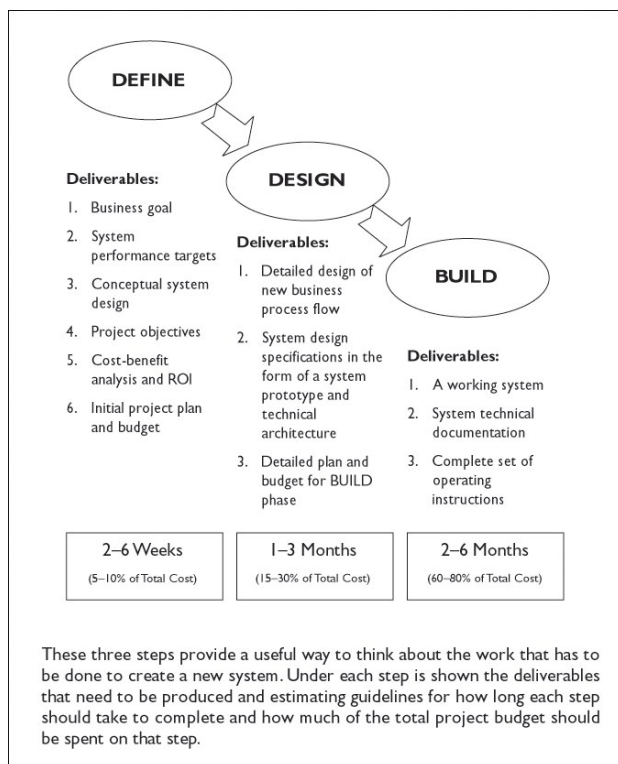 DEFINE
Deliverables:
1. Business goal
2. System
performance targets
3. Conceptual system
design
4. Project objectives
5. Cost-benefit
analysis and ROI
6. Initial project plan
and budget
2–6 Weeks
(5–10% of Total Cost)
DESIGN
Deliverables:
1. Detailed design of
new business
process flow
2. System design
specifications in the
form of a system
prototype and
technical
architecture
3. Detailed plan and
budget for BUILD
phase
1–3 Months
(15–30% of Total Cost)
BUILD
Deliverables:
1. A working system
2. System technical
documentation
3. Complete set of
operating
instructions
2–6 Months
(60–80% of Total Cost)
These three steps provide a useful way to think about the work that has to
be done to create a new system. Under each step is shown the deliverables
that need to be produced and estimating guidelines for how long each step
should take to complete and how much of the total project budget should
be spent on that step.